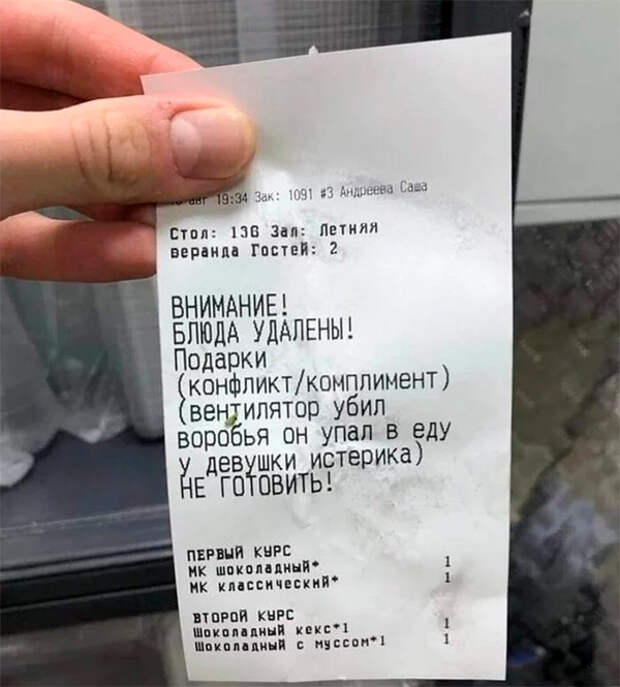 авг 19:34 Зак: 1091 #3 Андреева Саша
Стол: 136 Зал: Летняя
веранда Гостей: 2
ВНИМАНИЕ!
БЛЮДА УДАЛЕНЫ!
Подарки
(конфликт/комплимент)
(вентилятор убил
воробья он упал в еду
у девушки истерика)
НЕ ГОТОВИТЬ!
ПЕРВЫЙ КУРС
МК шоколадный* 1
МК классический* 1
ВТОРОЙ КУРС
Шоколадный кекс*1 1
Шоколадный с муссом*1 1